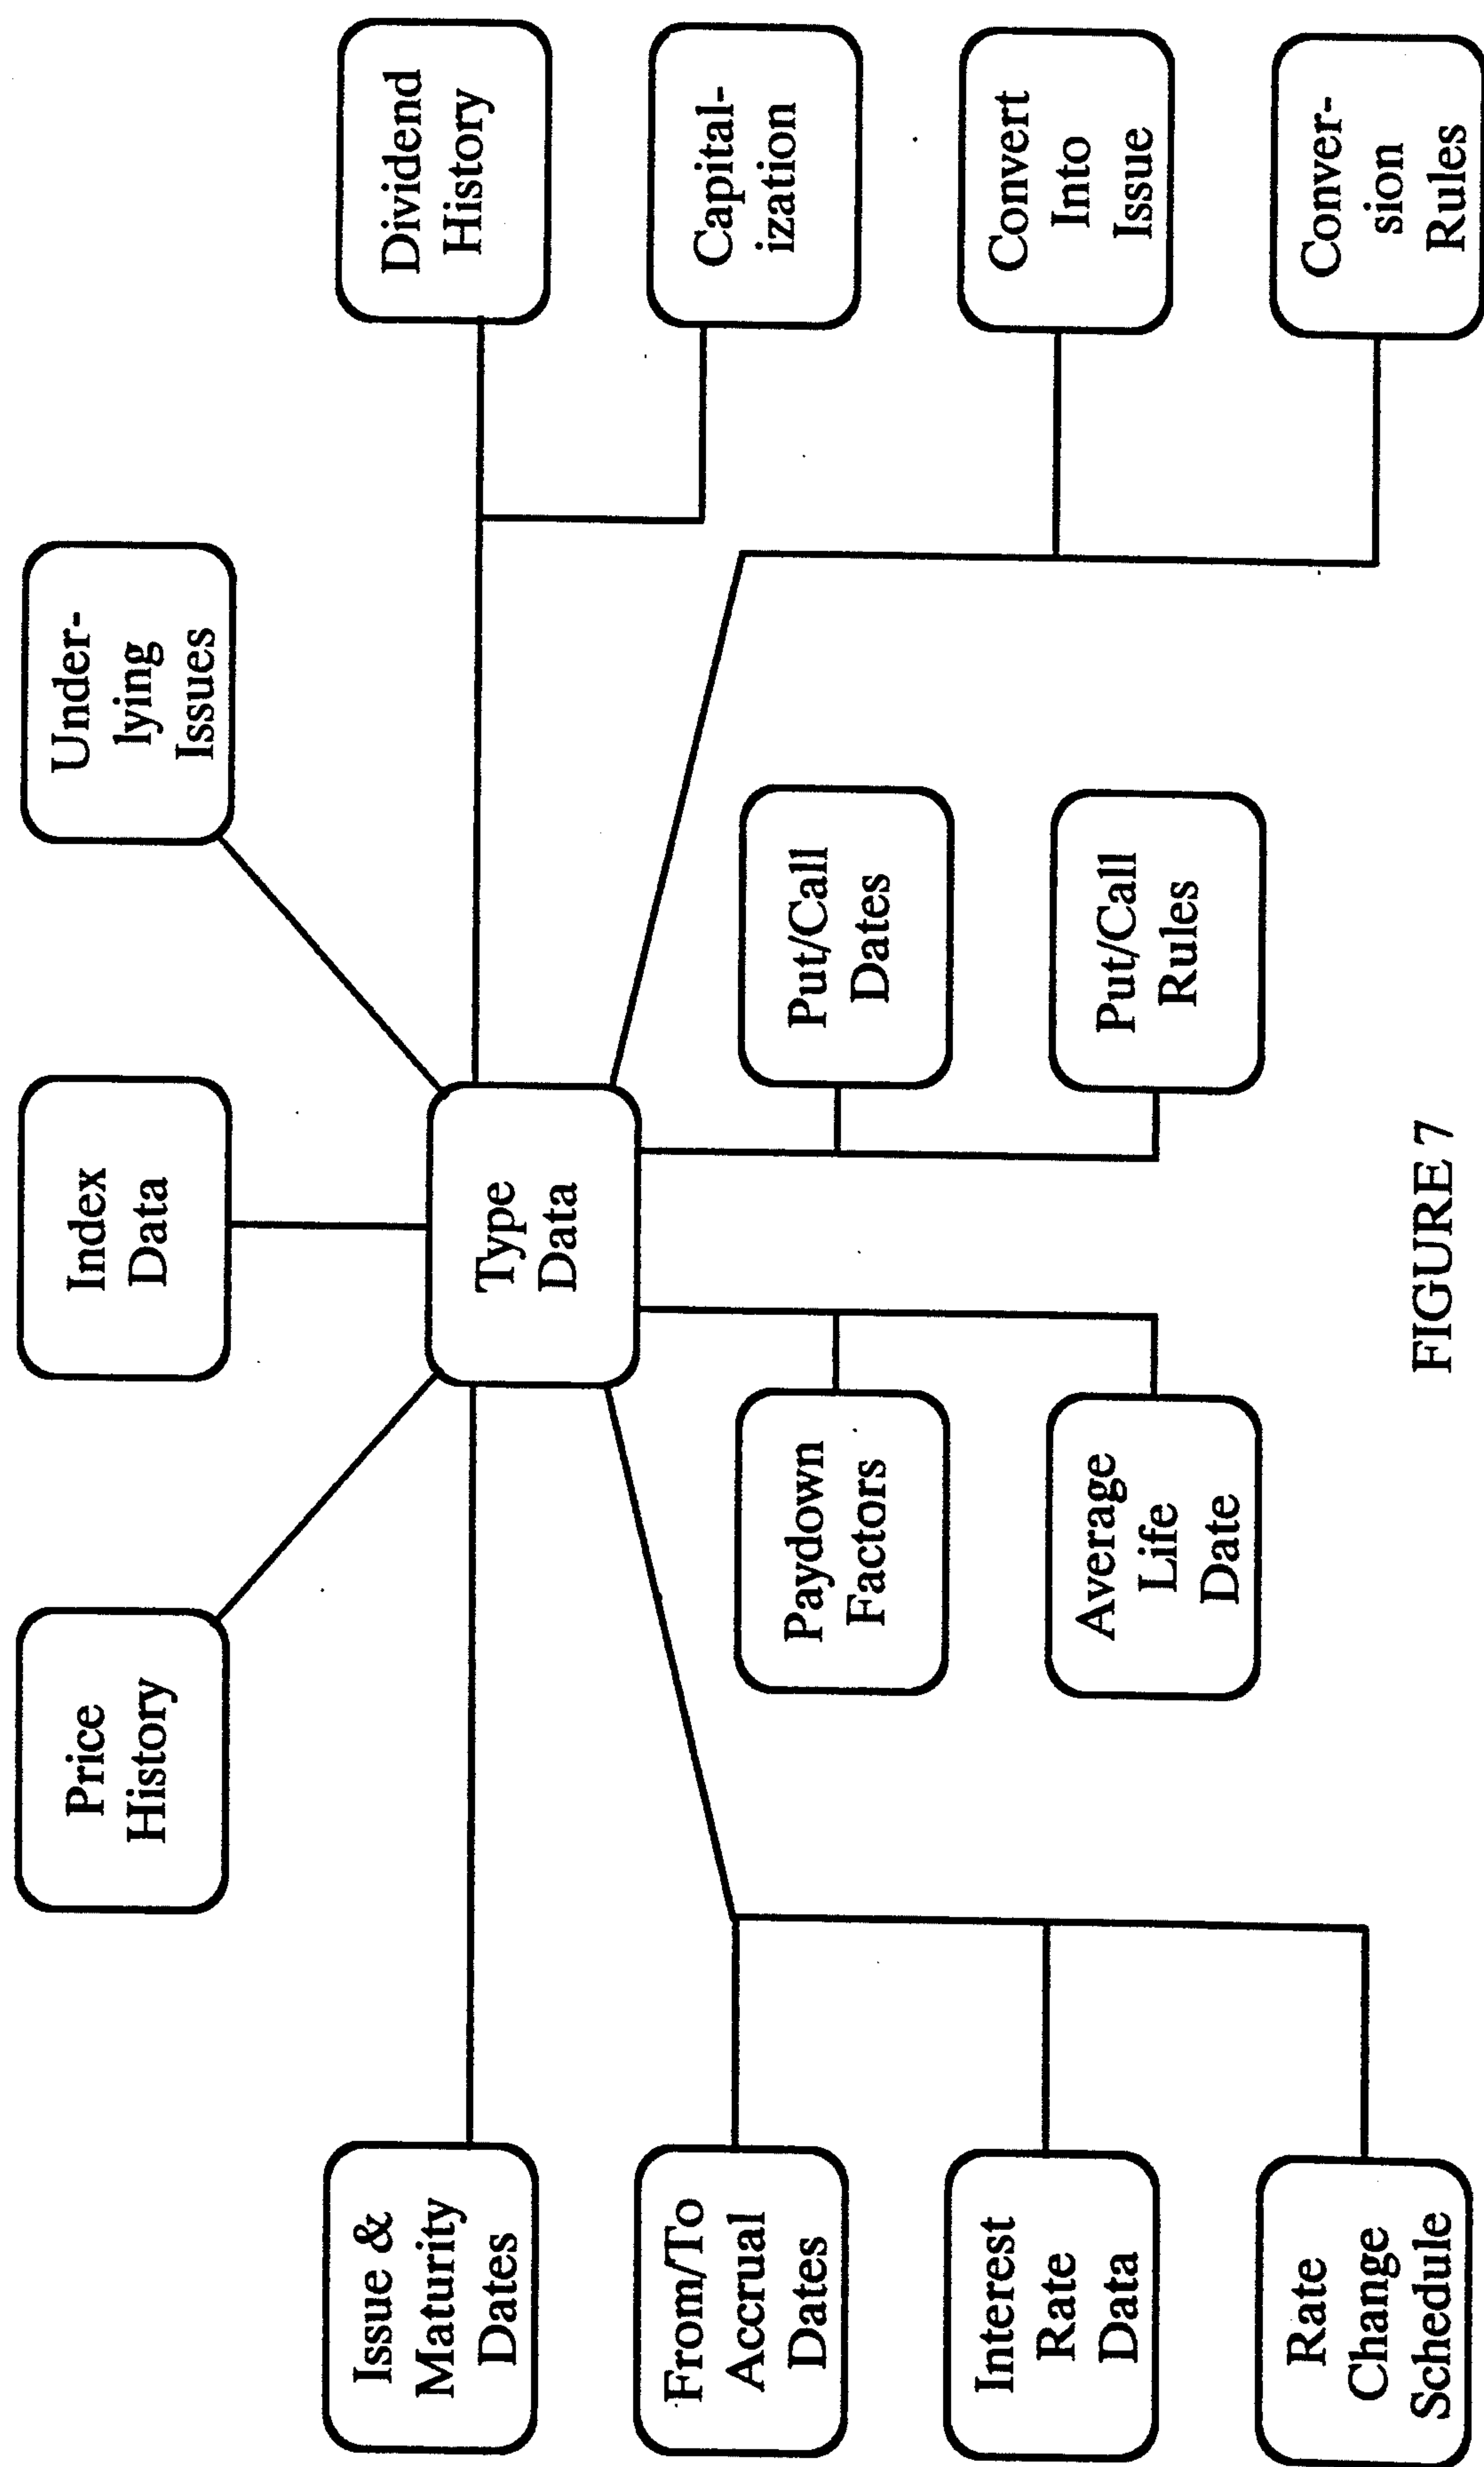 Price
History
Index
Data
Under-
lying
Issues
Issue &
Maturity
Dates
Type
Data
Dividend
History
From/To
Accrual
Dates
Capital-
ization
Paydown
Factors
Put/Call
Dates
Interest
Rate
Data
Convert
Into
Issue
Average
Life
Date
Put/Call
Rules
Rate
Change
Schedule
Conver-
sion
Rules
FIGURE 7